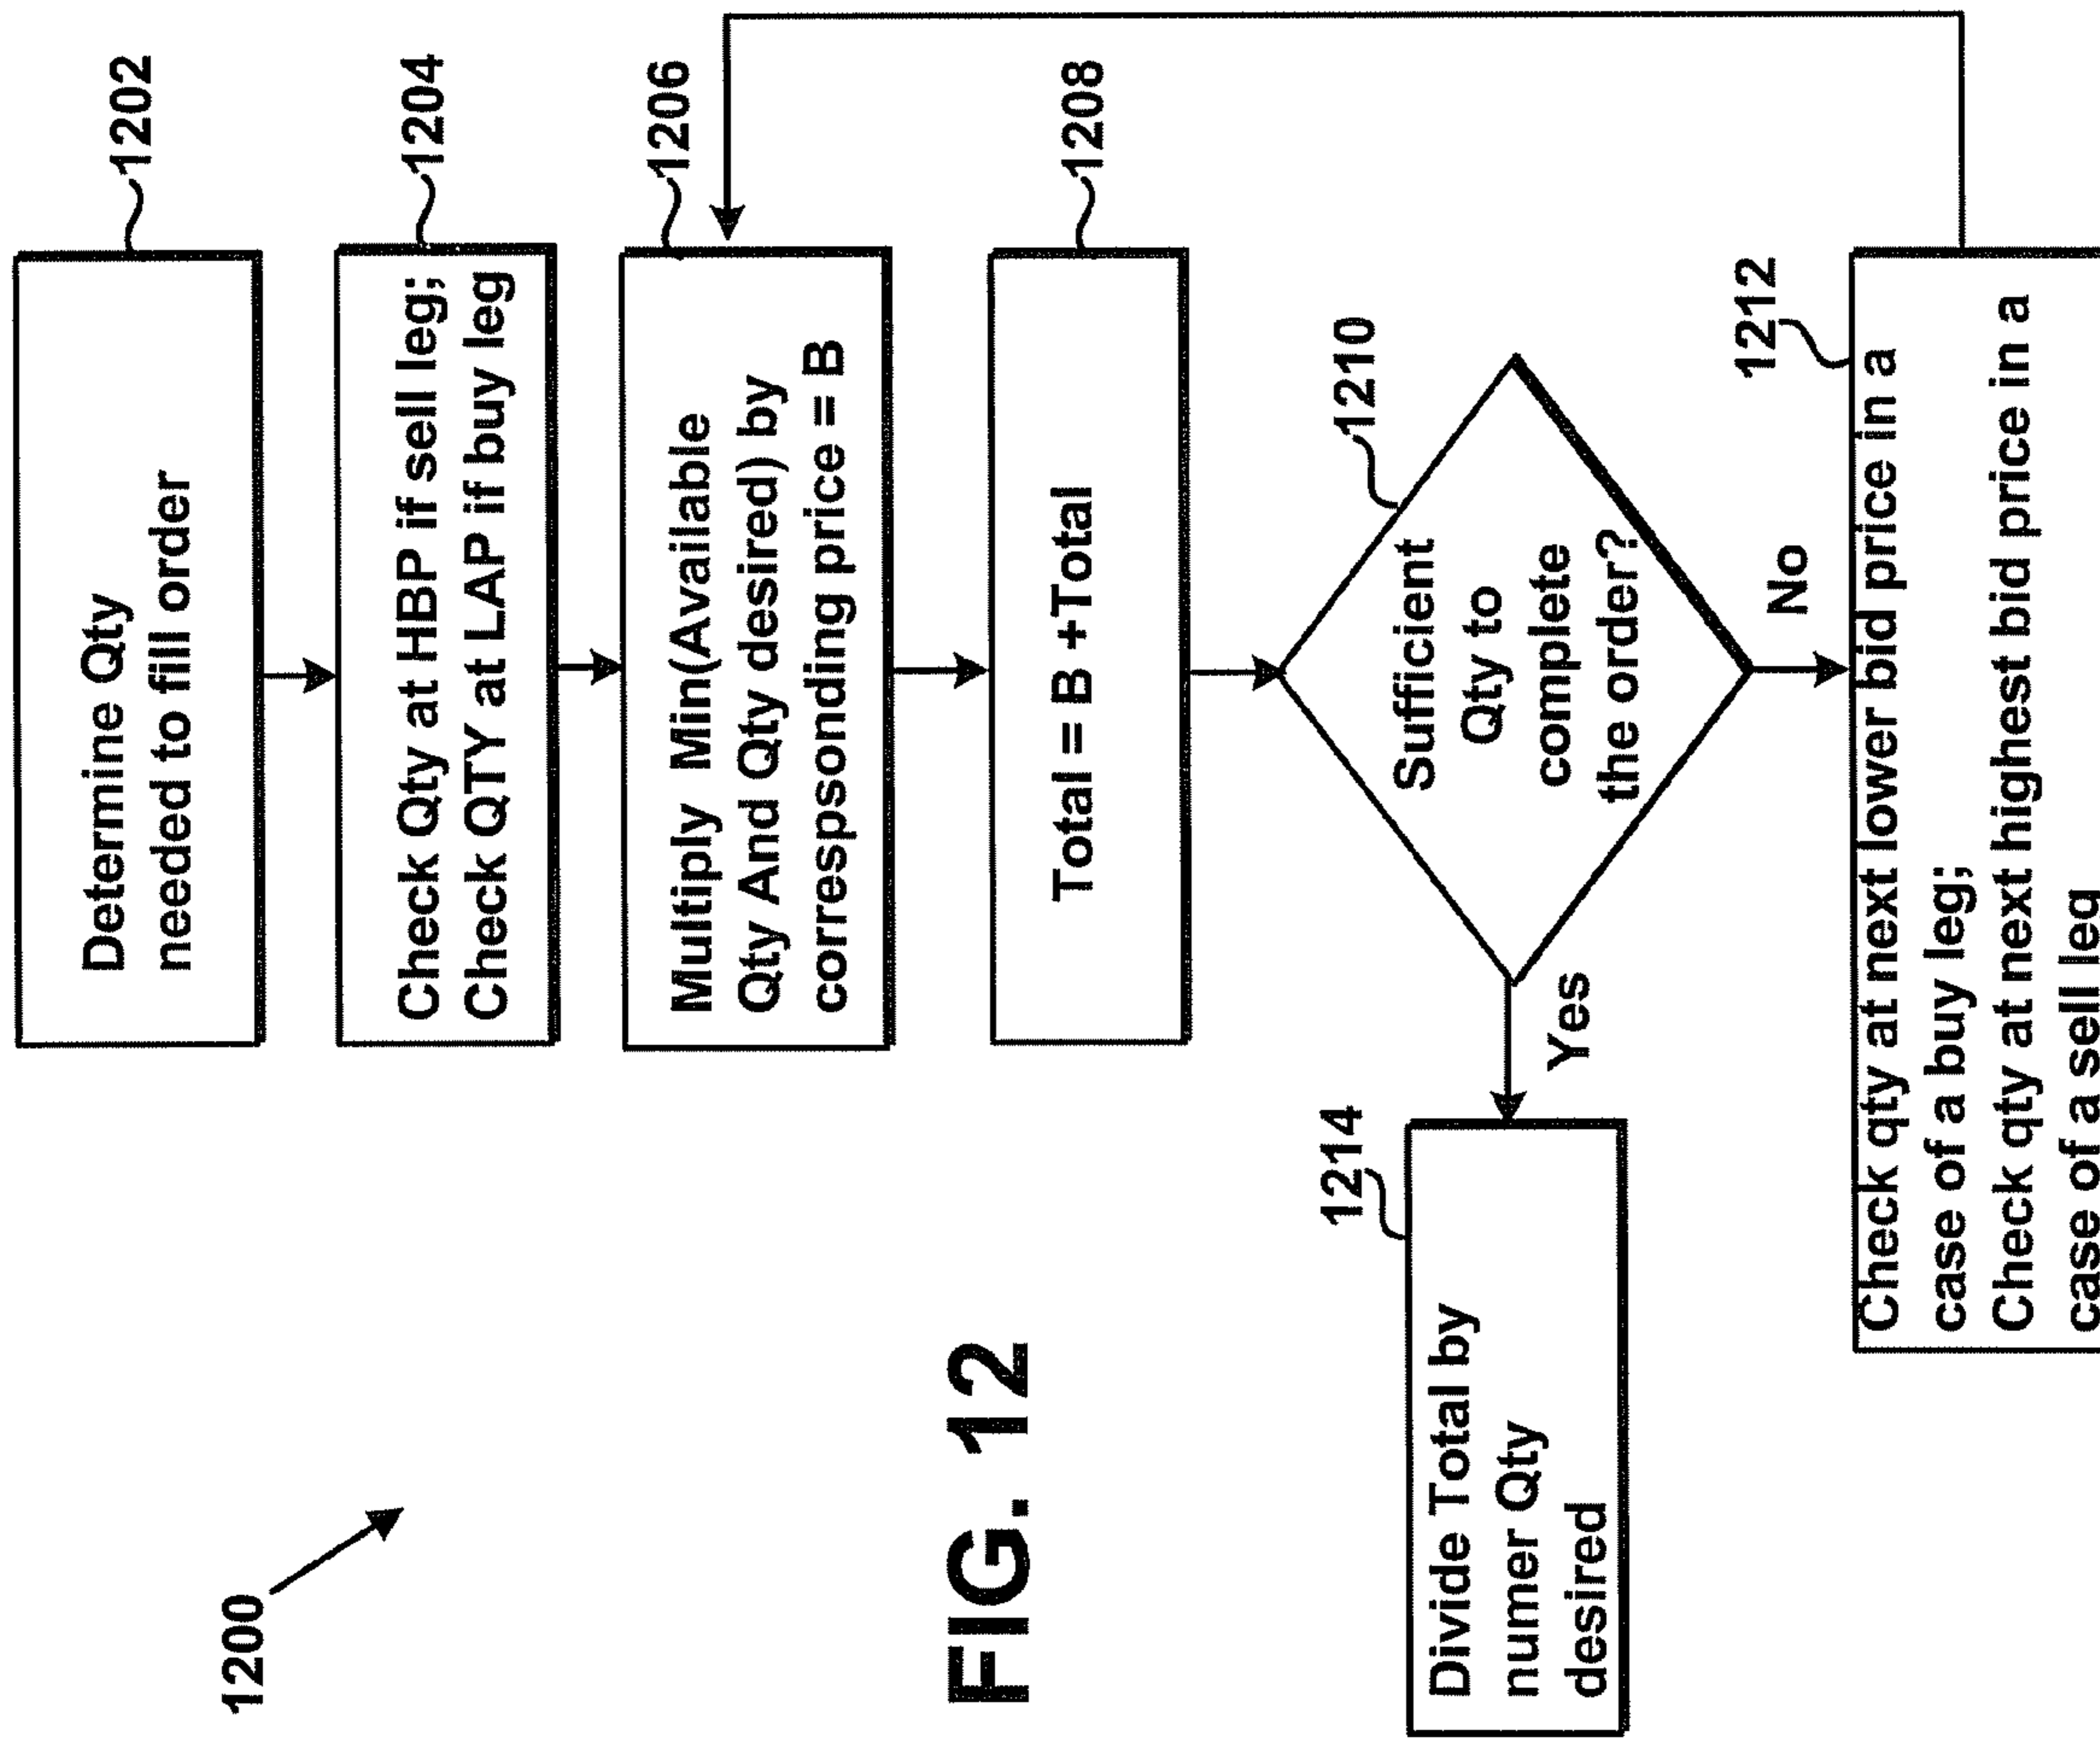 1202
Determine Qty
needed to fill order
1204
Check Qty at HBP if sell leg;
Check QTY at LAP if buy leg
1206
Multiply Min(Available
Qty And Qty desired) by
correspsonding price = B
1208
Total = B +Total
1210
Sufficient
Qty to
complete
the order?
Yes
No
1214
Divide Total by
numer Qty
desired
1212
Check qty at next lower bid price in a
case of a buy leg;
Check qty at next highest bid price in a
case of a sell leg
1200
FIG. 12